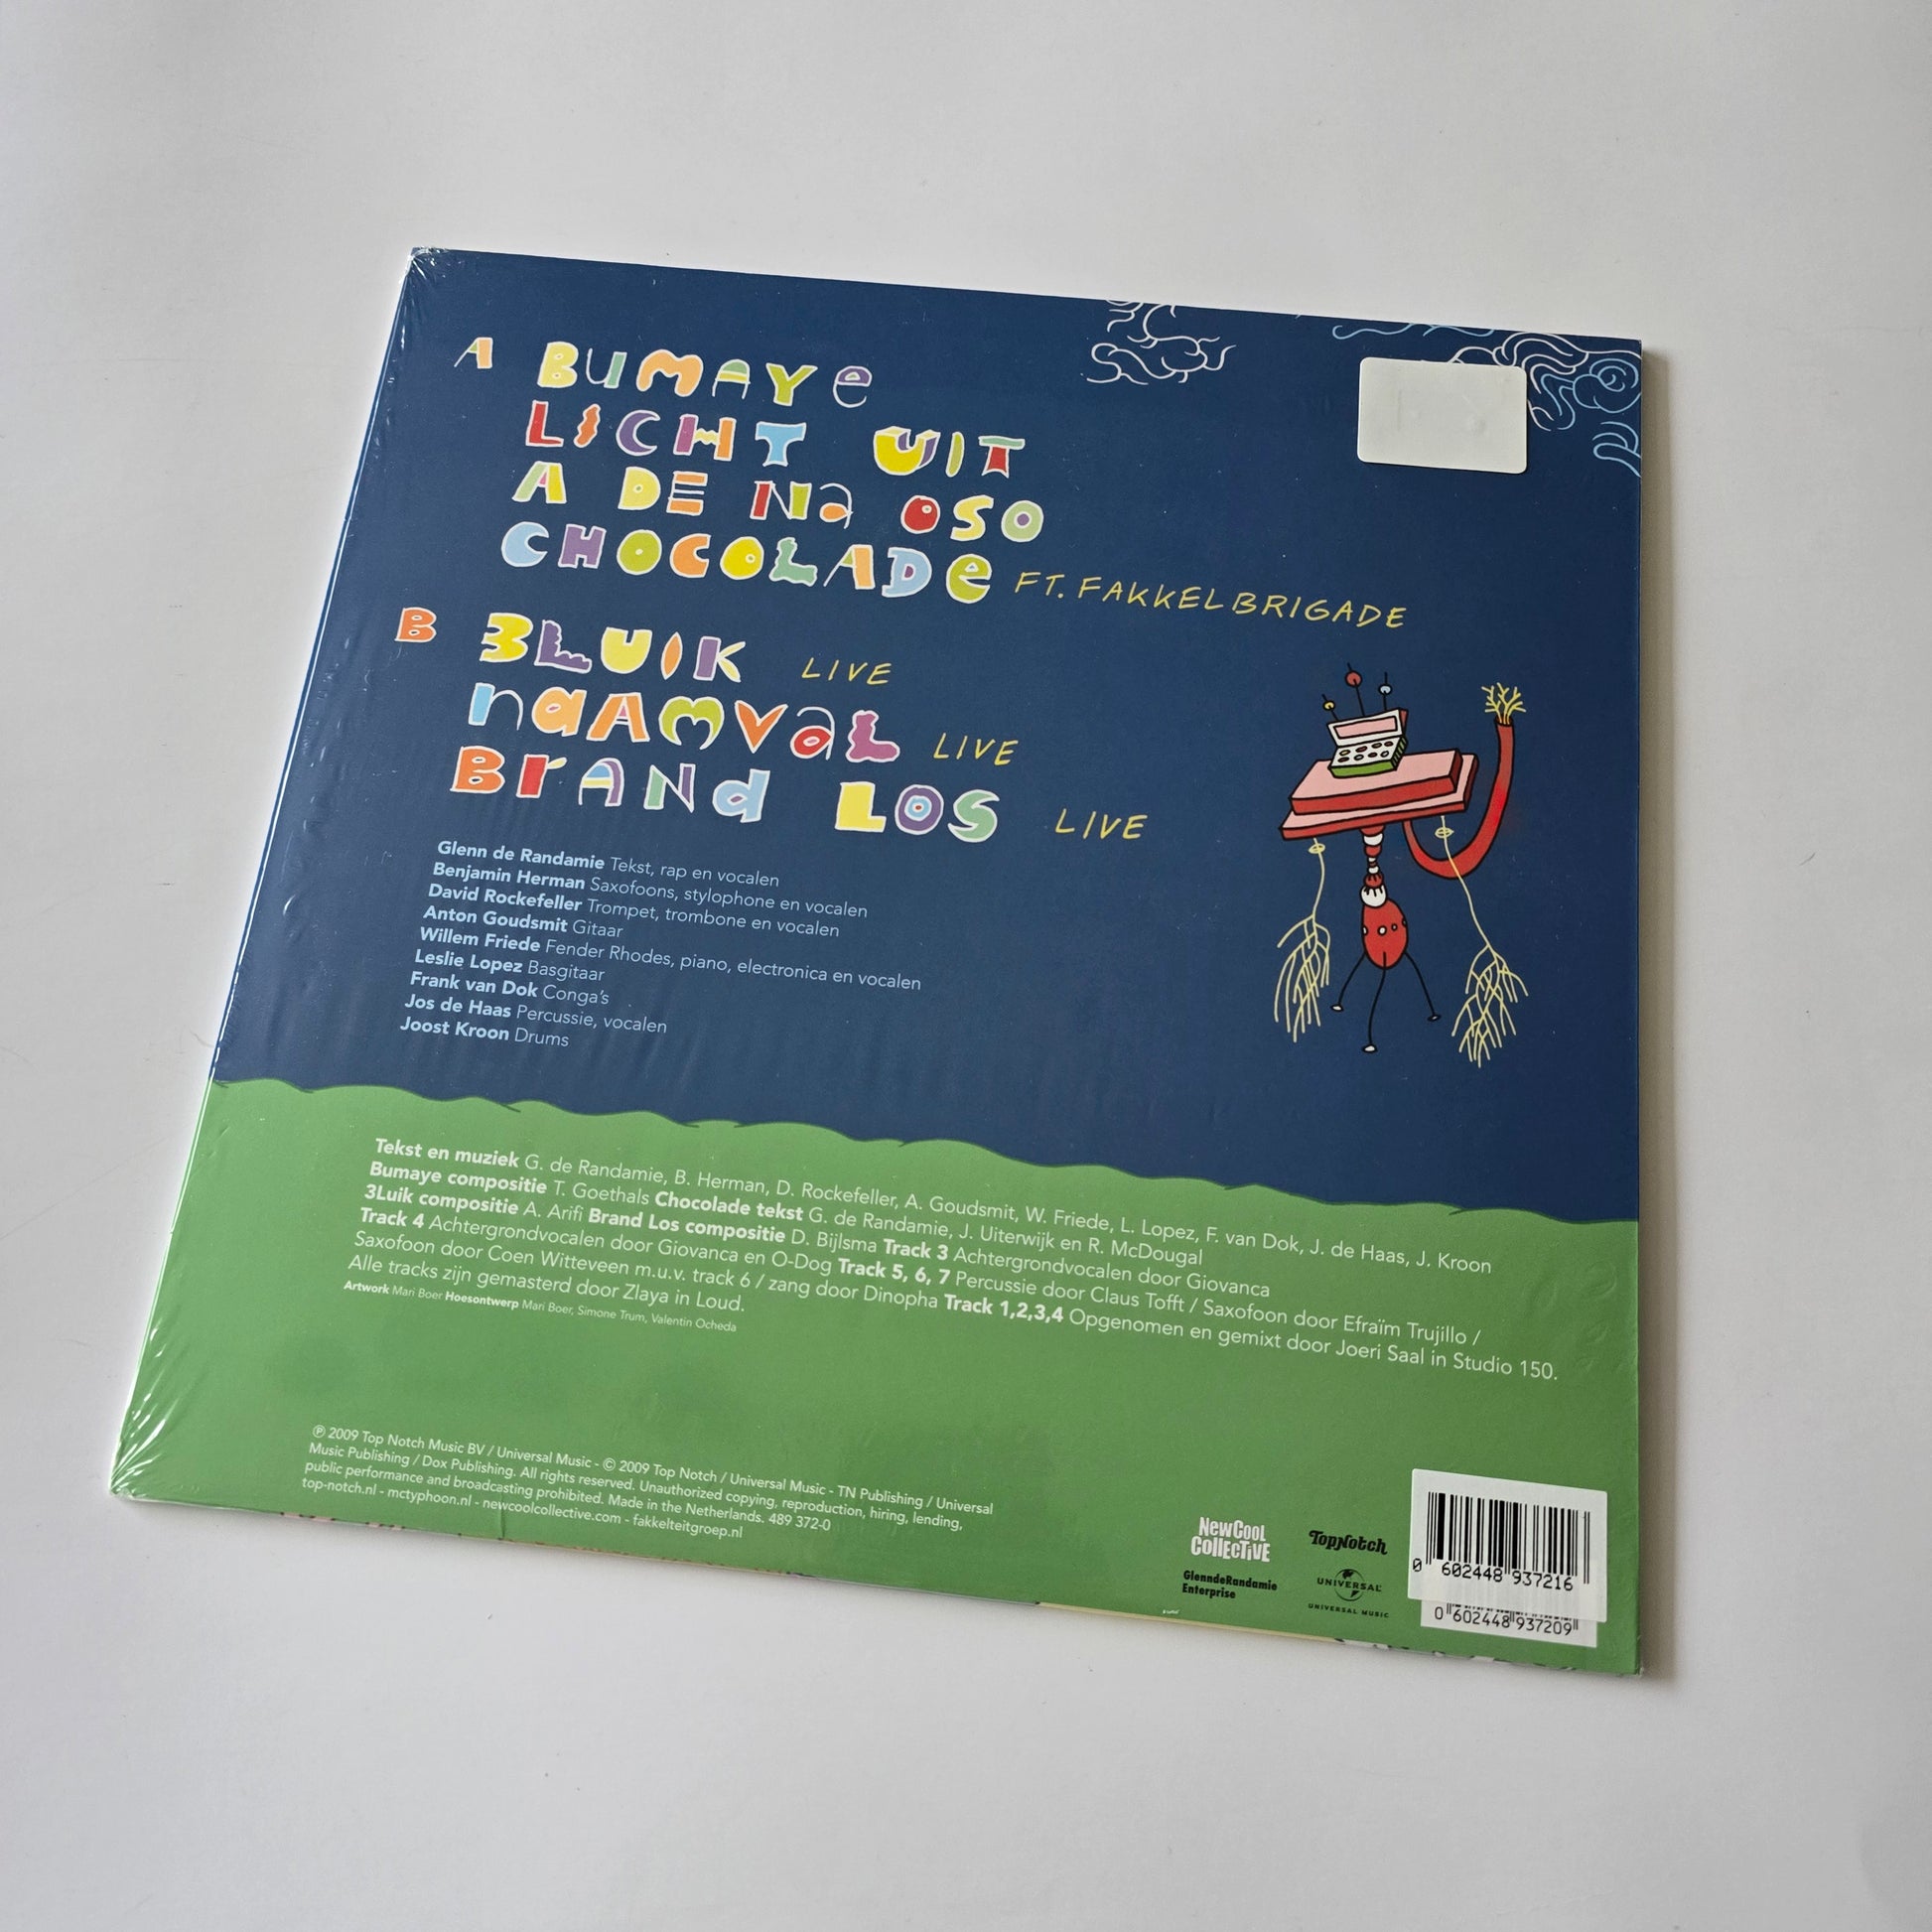 A BUMAYe
LICHT UIT
A DE Na OSO
CHOCOLADe FT. FAKKELBRIGADE
B 3LUIK LIVE
naAmVaL LIVE
BrANd LOS LIVE
Glenn de Randamie Tekst, rap en vocalen
Benjamin Herman Saxofoons, stylophone en vocalen
David Rockefeller Trompet, trombone en vocalen
Anton Goudsmit Gitaar
Willem Friede Fender Rhodes, piano, electronica en vocalen
Leslie Lopez Basgitaar
Frank van Dok Conga's
Jos de Haas Percussie, vocalen
Joost Kroon Drums
Tekst en muziek G. de Randamie, B. Herman, D. Rockefeller, A. Goudsmit, W. Friede, L. Lopez, F. van Dok, J. de Haas, J. Kroon
Bumaye compositie T. Goethals Chocolade tekst G. de Randamie, J. Uiterwijk en R. McDougal
3Luik compositie A. Arifi Brand Los compositie D. Bijlsma Track 3 Achtergrondvocalen door Giovanca
Track 4 Achtergrondvocalen door Giovanca en O-Dog Track 5, 6, 7 Percussie door Claus Tofft / Saxofoon door Efraïm Trujillo /
Saxofoon door Coen Witteveen m.u.v. track 6 / zang door Dinopha Track 1,2,3,4 Opgenomen en gemixt door Joeri Saal in Studio 150.
Alle tracks zijn gemasterd door Zlaya in Loud.
Artwork Mari Boer Hoesontwerp Mari Boer, Simone Trum, Valentin Ocheda
℗ 2009 Top Notch Music BV / Universal Music - © 2009 Top Notch / Universal Music - TN Publishing / Universal
Music Publishing / Dox Publishing. All rights reserved. Unauthorized copying, reproduction, hiring, lending,
public performance and broadcasting prohibited. Made in the Netherlands. 489 372-0
top-notch.nl - mctyphoon.nl - newcoolcollective.com - fakkelteitgroep.nl
NewCool
COllECTiVE
GlenndeRandamie
Enterprise
TopNotch
UNIVERSAL
UNIVERSAL MUSIC
0 602448 937216
0 602448 937209